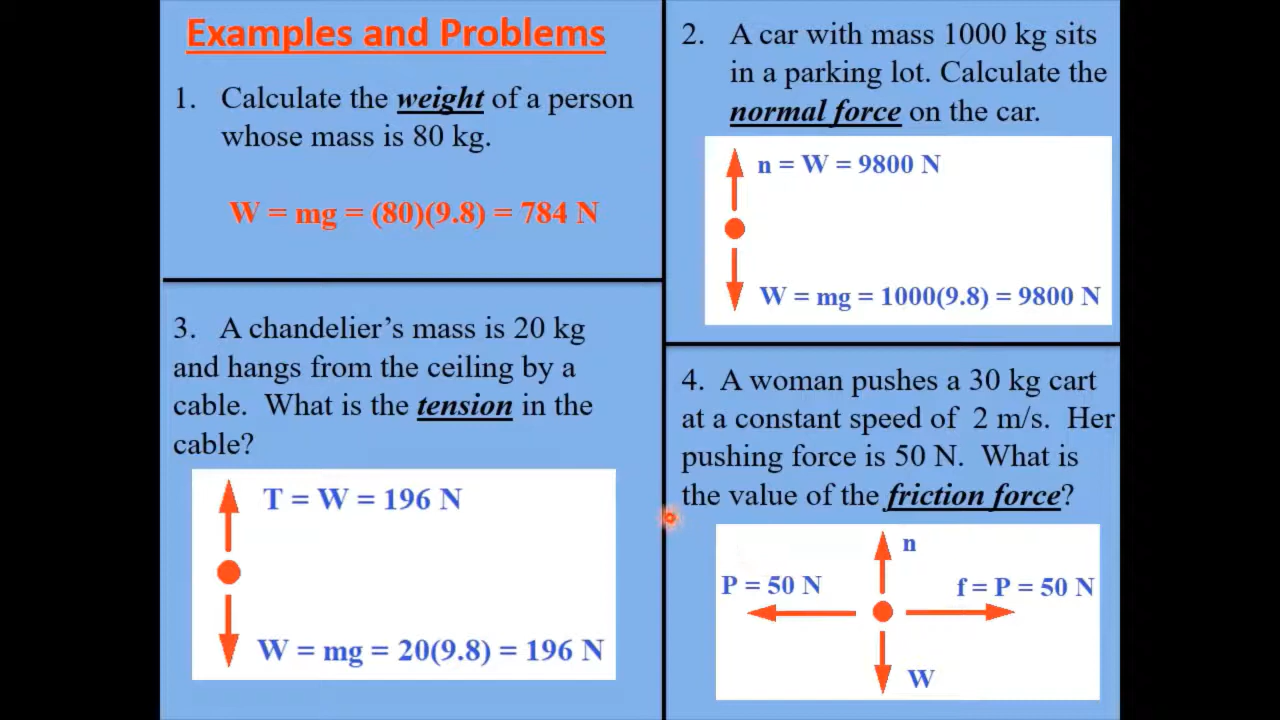 Examples and Problems
1. Calculate the weight of a person
whose mass is 80 kg.
W = mg = (80)(9.8) = 784 N
2. A car with mass 1000 kg sits
in a parking lot. Calculate the
normal force on the car.
n = W = 9800 N
W = mg = 1000(9.8) = 9800 N
3. A chandelier’s mass is 20 kg
and hangs from the ceiling by a
cable. What is the tension in the
cable?
T = W = 196 N
W = mg = 20(9.8) = 196 N
4. A woman pushes a 30 kg cart
at a constant speed of 2 m/s. Her
pushing force is 50 N. What is
the value of the friction force?
n
P = 50 N
f = P = 50 N
W